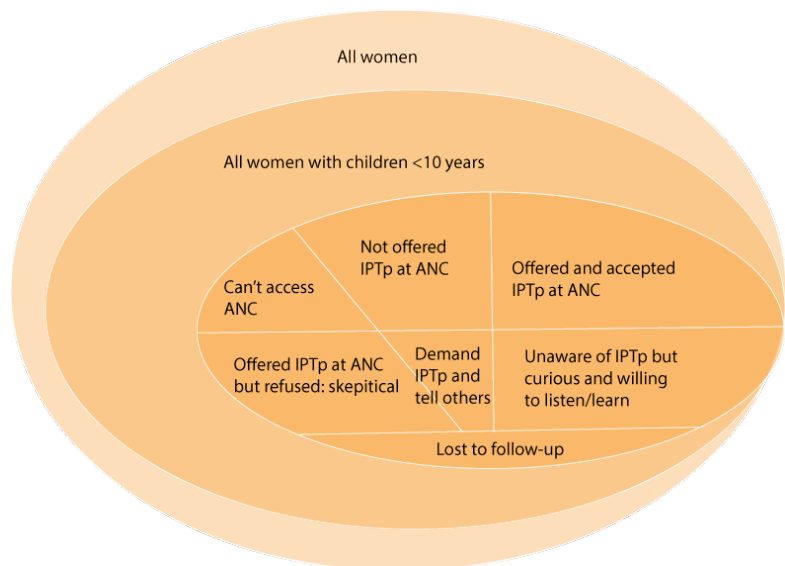 All women
All women with children <10 years
Not offered
IPTp at ANC
Offered and accepted
IPTp at ANC
Can't access
ANC
Offered IPTp at ANC
but refused: skepitical
Demand
IPTp and
tell others
Unaware of IPTp but
curious and willing
to listen/learn
Lost to follow-up